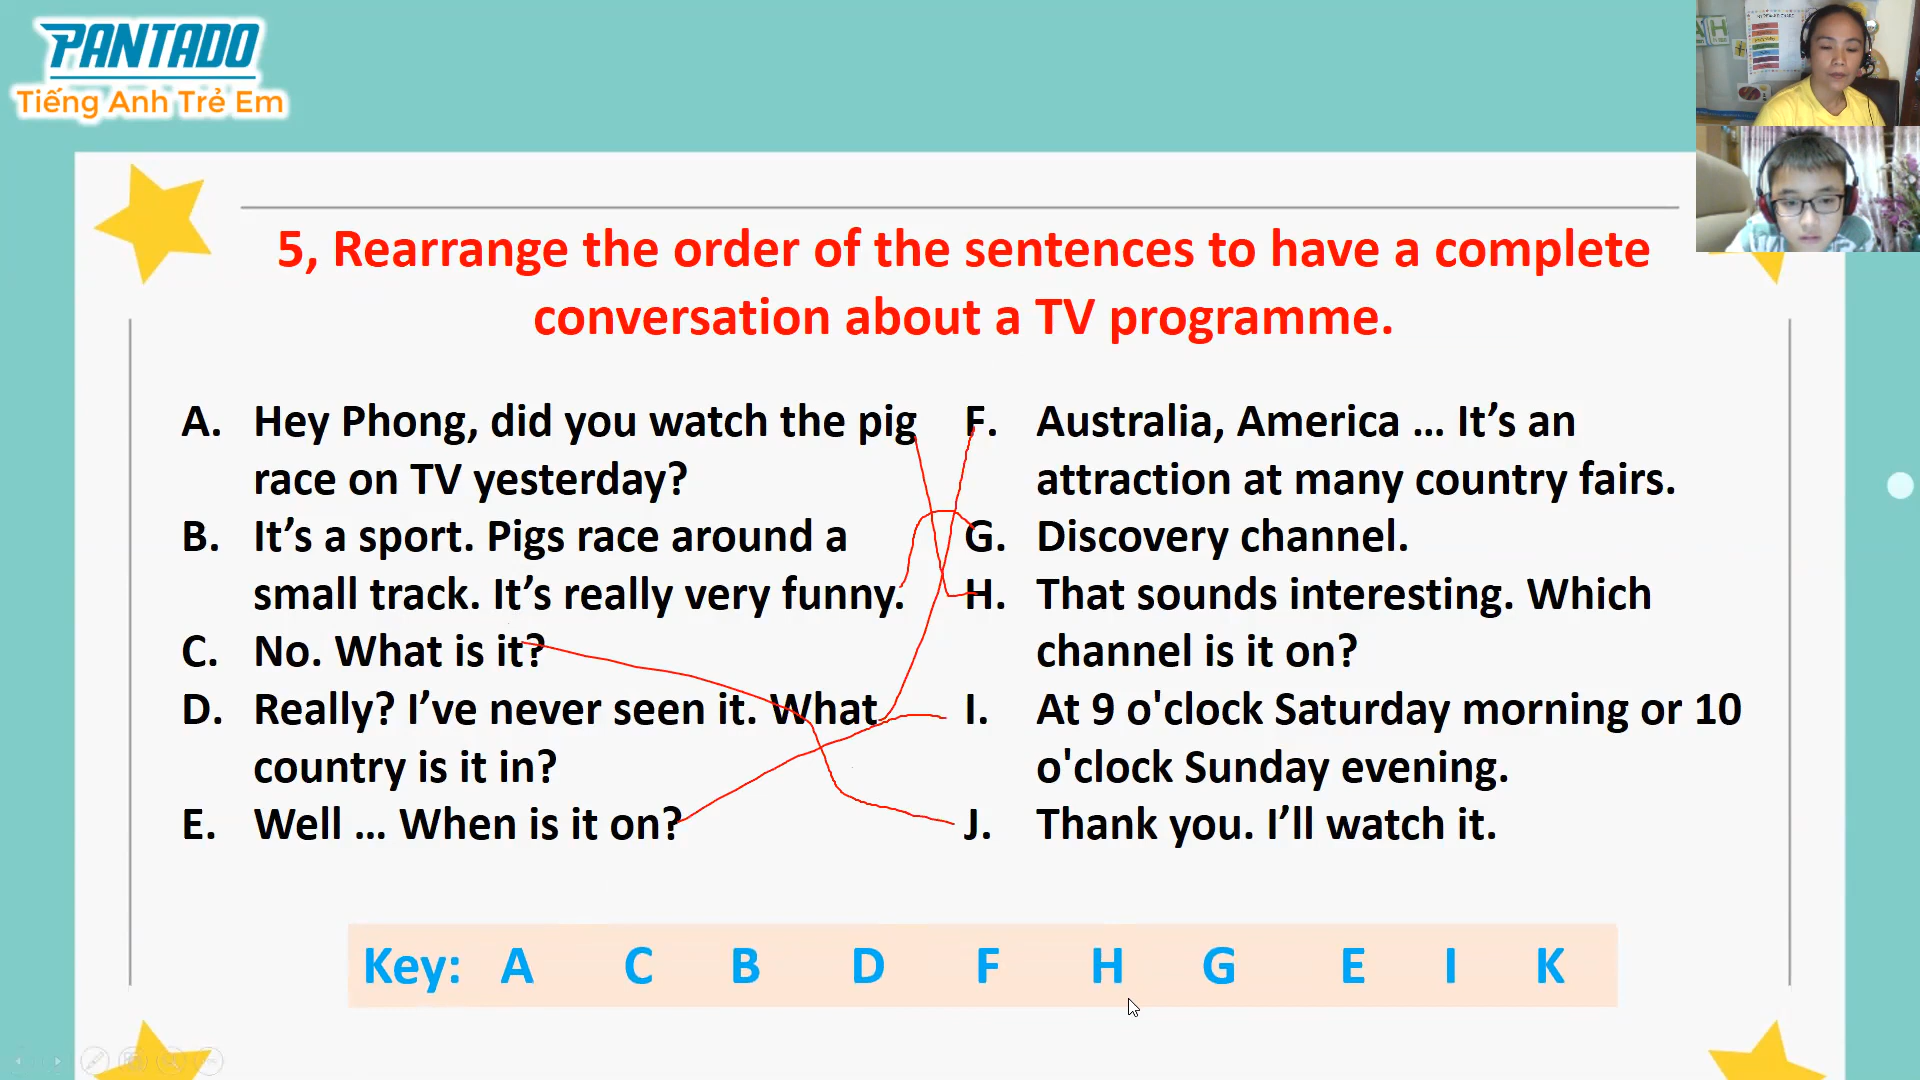 PANTADO
Tiếng Anh Trẻ Em
5, Rearrange the order of the sentences to have a complete
conversation about a TV programme.
A. Hey Phong, did you watch the pig
race on TV yesterday?
B. It's a sport. Pigs race around a
small track. It's really very funny.
C. No. What is it?
D. Really? I've never seen it. What
country is it in?
E. Well ... When is it on?
F. Australia, America ... It's an
attraction at many country fairs.
G. Discovery channel.
H. That sounds interesting. Which
channel is it on?
I. At 9 o'clock Saturday morning or 10
o'clock Sunday evening.
J. Thank you. I'll watch it.
Key: A C B D F H G E I K